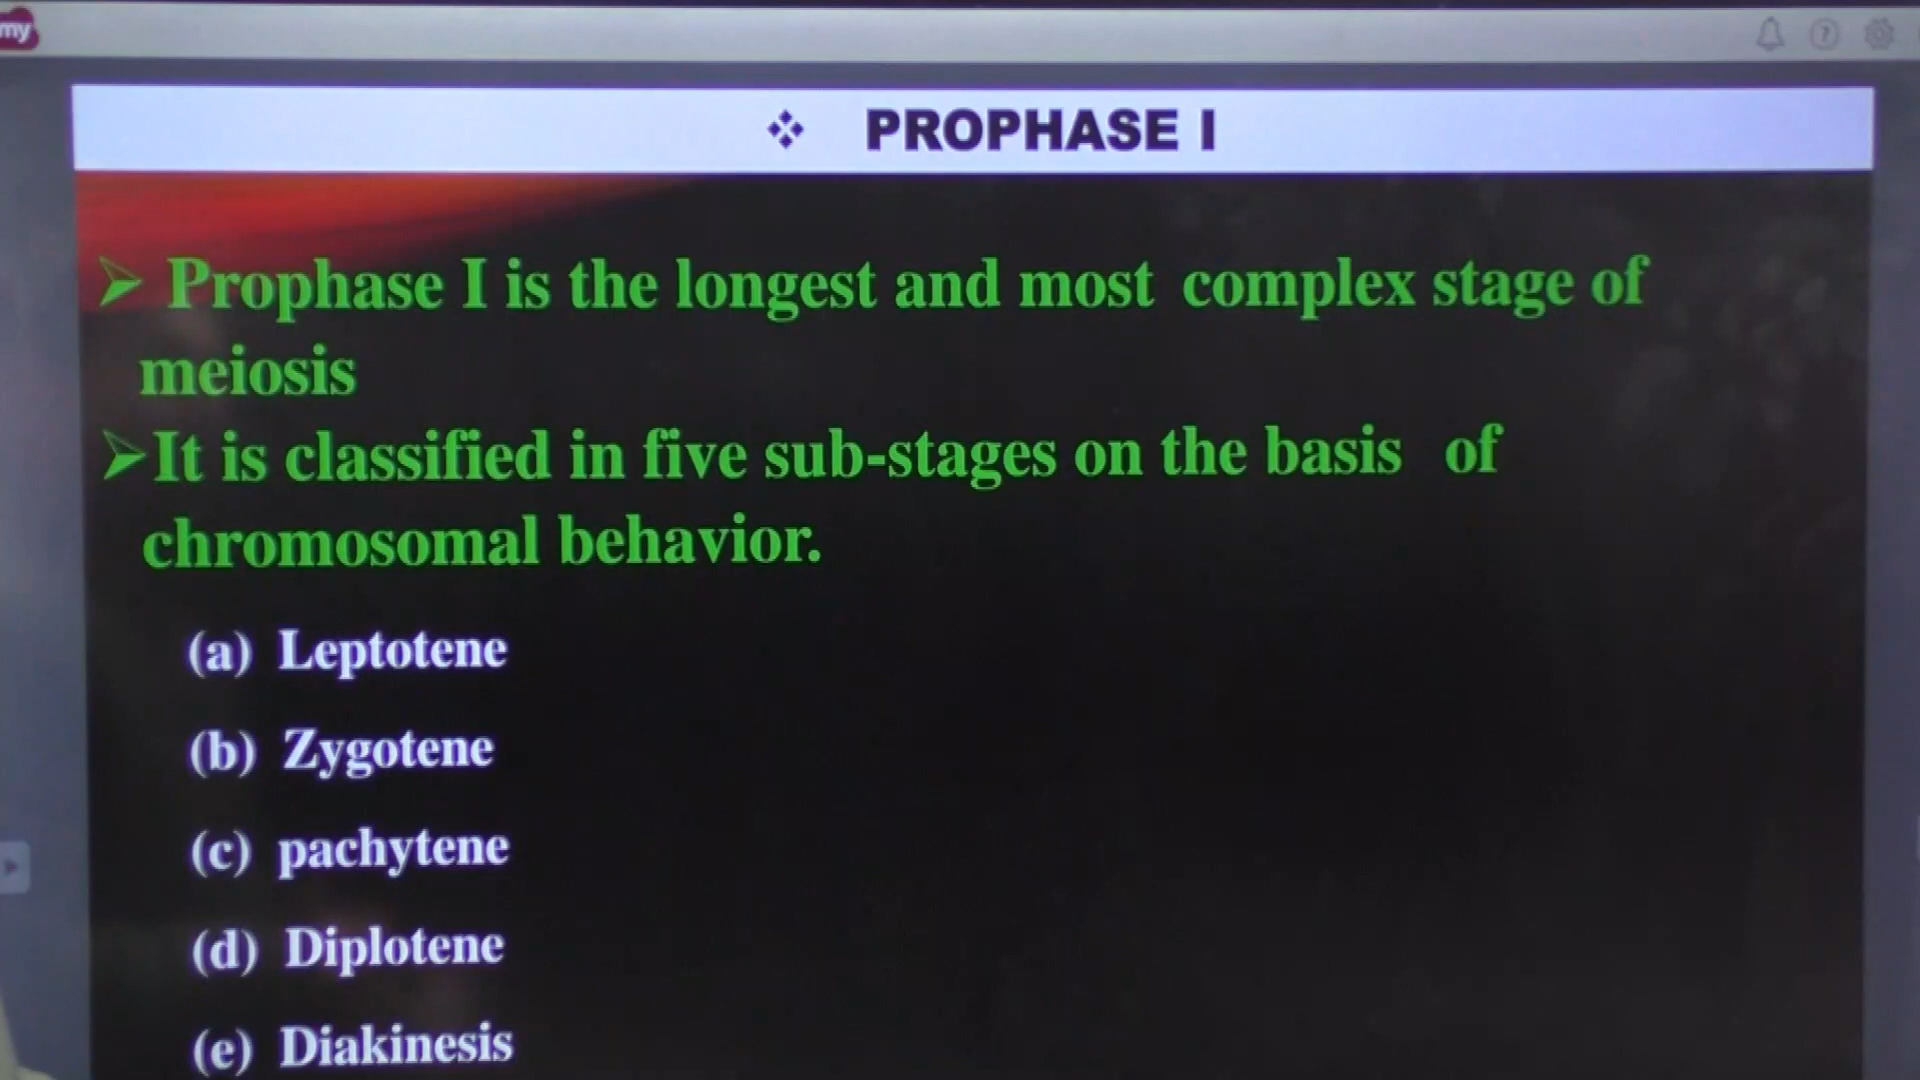 my
❖ PROPHASE I
➢ Prophase I is the longest and most complex stage of
meiosis
➢It is classified in five sub-stages on the basis of
chromosomal behavior.
(a) Leptotene
(b) Zygotene
(c) pachytene
(d) Diplotene
(e) Diakinesis